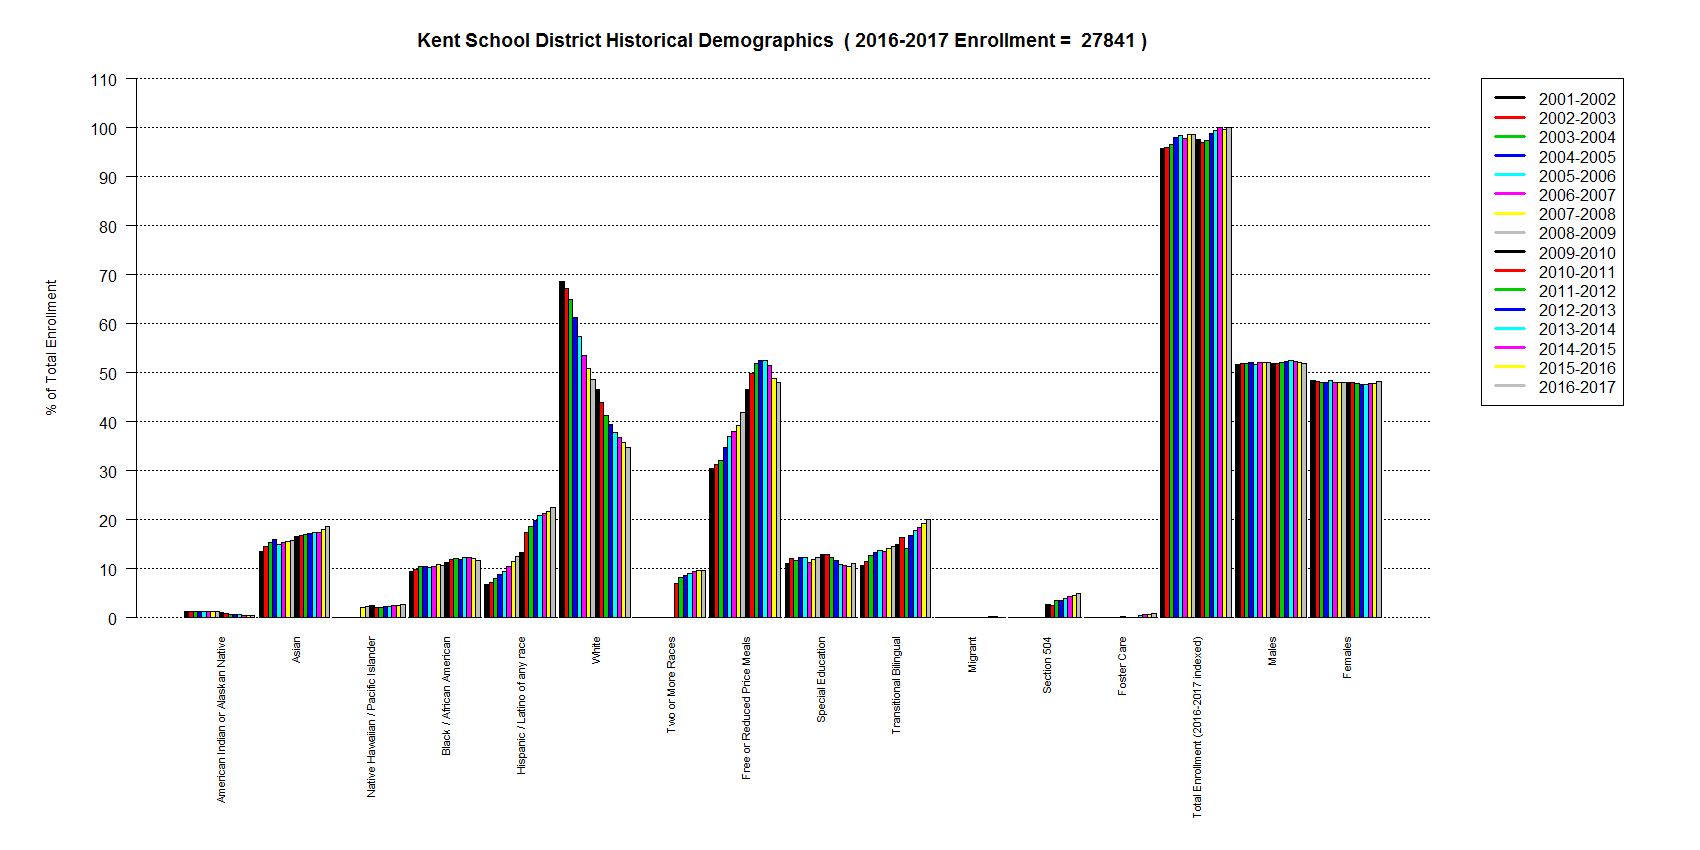 Kent School District Historical Demographics ( 2016-2017 Enrollment = 27841 )
% of Total Enrollment
110
100
90
80
70
60
50
40
30
20
10
0
American Indian or Alaskan Native
Asian
Native Hawaiian / Pacific Islander
Black / African American
Hispanic / Latino of any race
White
Two or More Races
Free or Reduced Price Meals
Special Education
Transitional Bilingual
Migrant
Section 504
Foster Care
Total Enrollment (2016-2017 indexed)
Males
Females
2001-2002
2002-2003
2003-2004
2004-2005
2005-2006
2006-2007
2007-2008
2008-2009
2009-2010
2010-2011
2011-2012
2012-2013
2013-2014
2014-2015
2015-2016
2016-2017